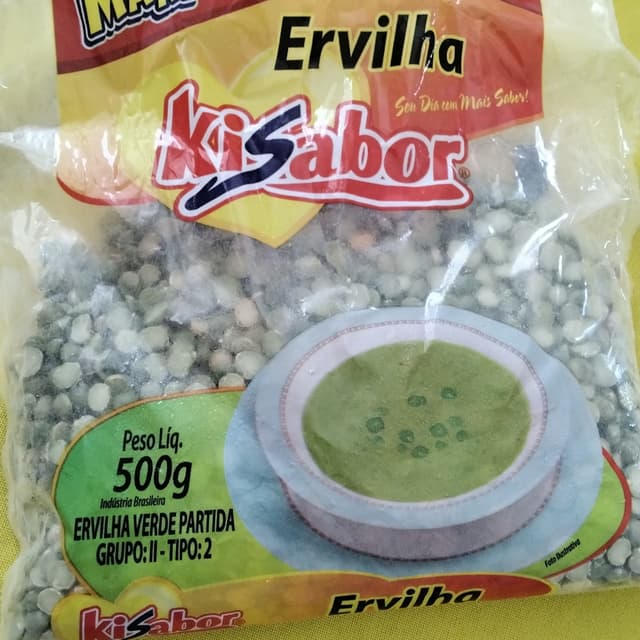 Ervilha
Seu Dia com Mais Sabor!
KiSabor®
Peso Líq.
500g
Indústria Brasileira
ERVILHA VERDE PARTIDA
GRUPO: II - TIPO: 2
Foto Ilustrativa
KiSabor®
Ervilha